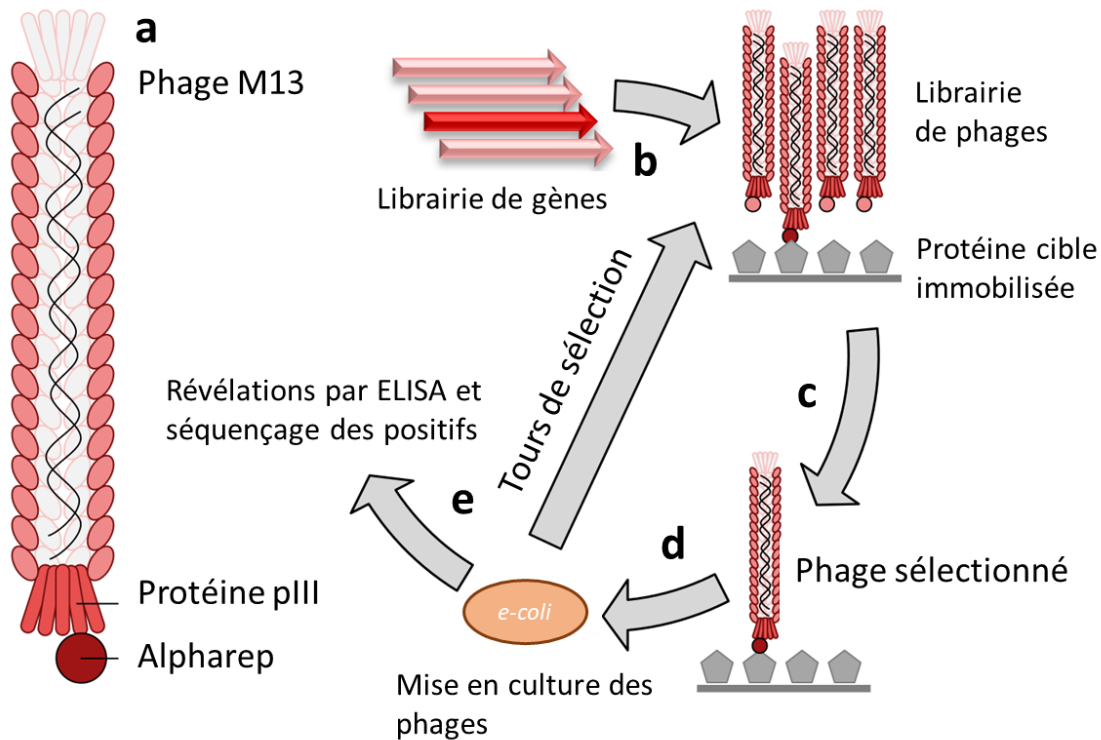 a
Phage M13
Protéine pIII
Alpharep
Librairie de gènes
b
Librairie
de phages
Protéine cible
immobilisée
c
Phage sélectionné
d
e-coli
Mise en culture des
phages
Tours de sélection
e
Révélations par ELISA et
séquençage des positifs